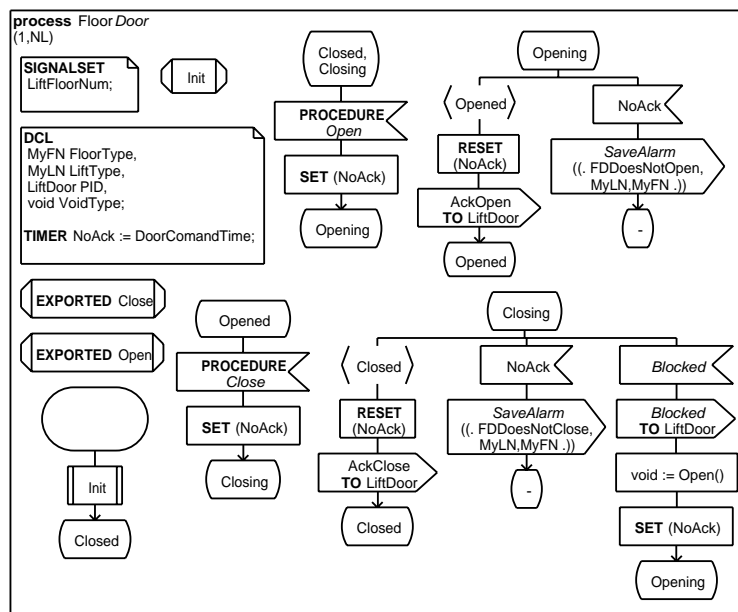 process Floor Door
(1,NL)
SIGNALSET
LiftFloorNum;
Init
DCL
MyFN FloorType,
MyLN LiftType,
LiftDoor PID,
void VoidType;
TIMER NoAck := DoorComandTime;
EXPORTED Close
EXPORTED Open
Init
Closed
Closed,
Closing
PROCEDURE
Open
SET (NoAck)
Opening
Opening
Opened
RESET
(NoAck)
AckOpen
TO LiftDoor
Opened
NoAck
SaveAlarm
((. FDDoesNotOpen,
MyLN,MyFN .))
-
Opened
PROCEDURE
Close
SET (NoAck)
Closing
Closing
Closed
RESET
(NoAck)
AckClose
TO LiftDoor
Closed
NoAck
SaveAlarm
((. FDDoesNotClose,
MyLN,MyFN .))
-
Blocked
Blocked
TO LiftDoor
void := Open()
SET (NoAck)
Opening